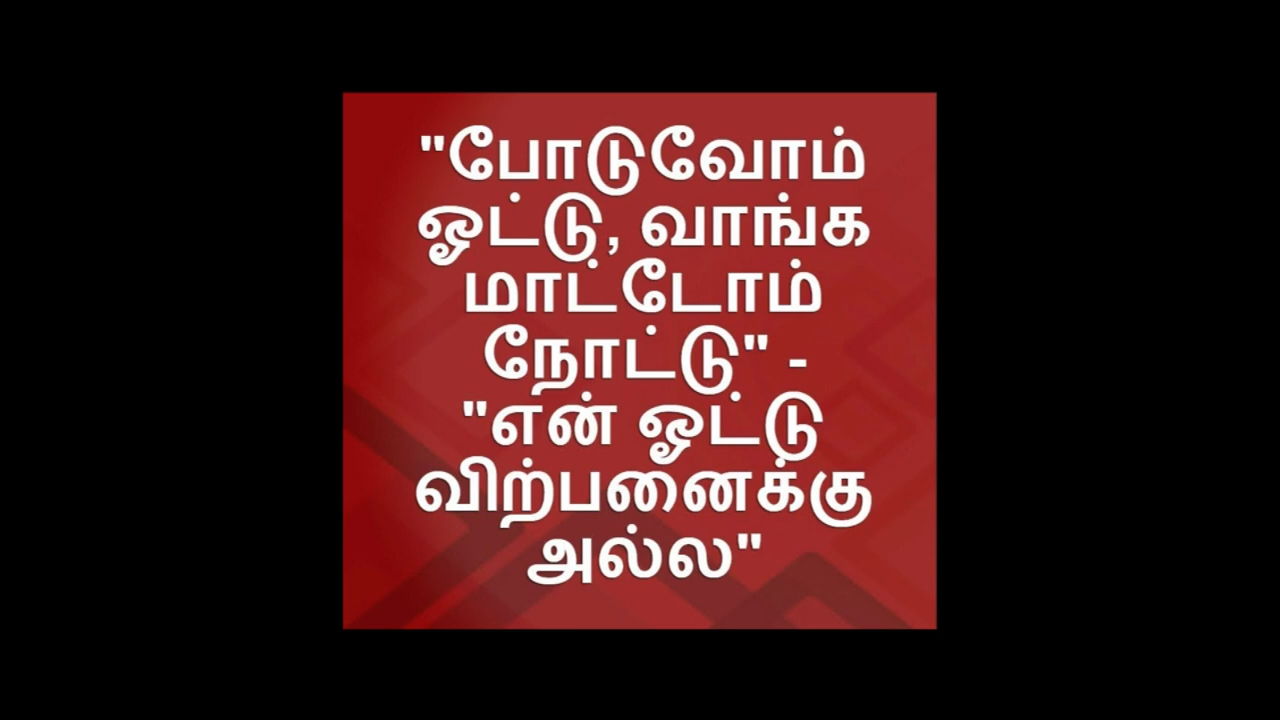 "போடுவோம்
ஓட்டு, வாங்க
மாட்டோம்
நோட்டு" -
"என் ஓட்டு
விற்பனைக்கு
அல்ல"